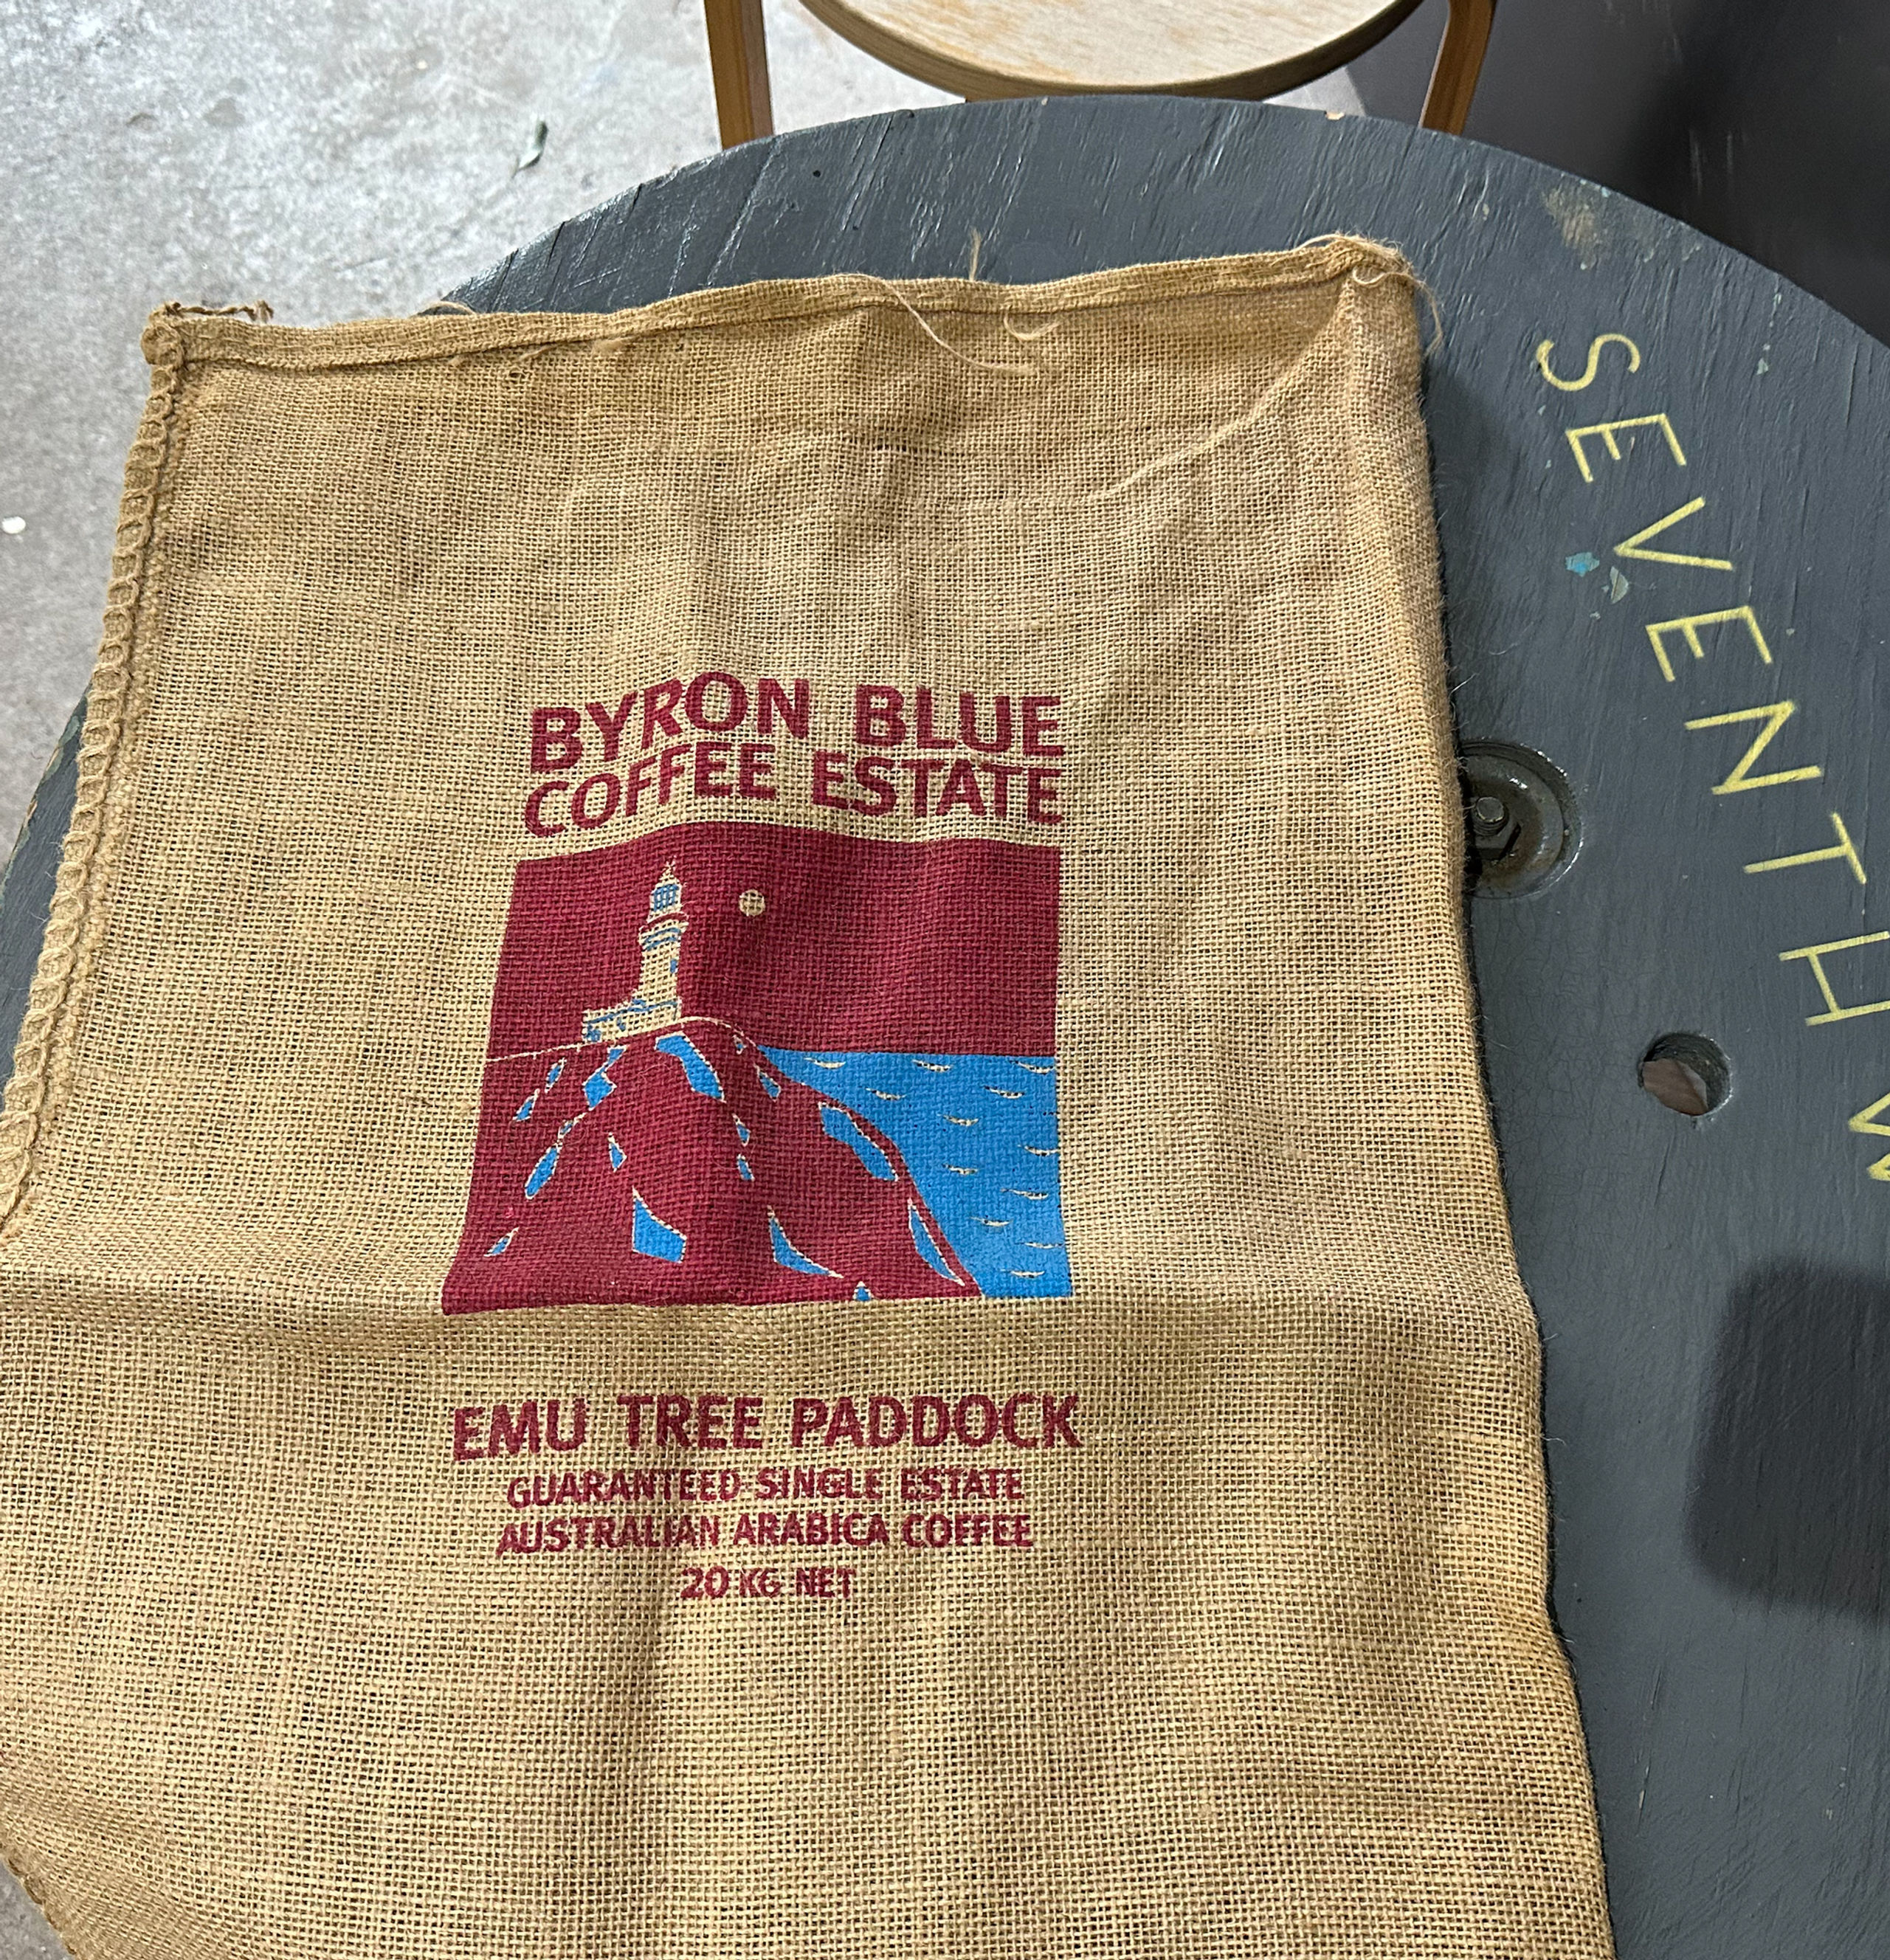 BYRON BLUE
COFFEE ESTATE
EMU TREE PADDOCK
GUARANTEED SINGLE ESTATE
AUSTRALIAN ARABICA COFFEE
20 KG NET
SEVENTH W